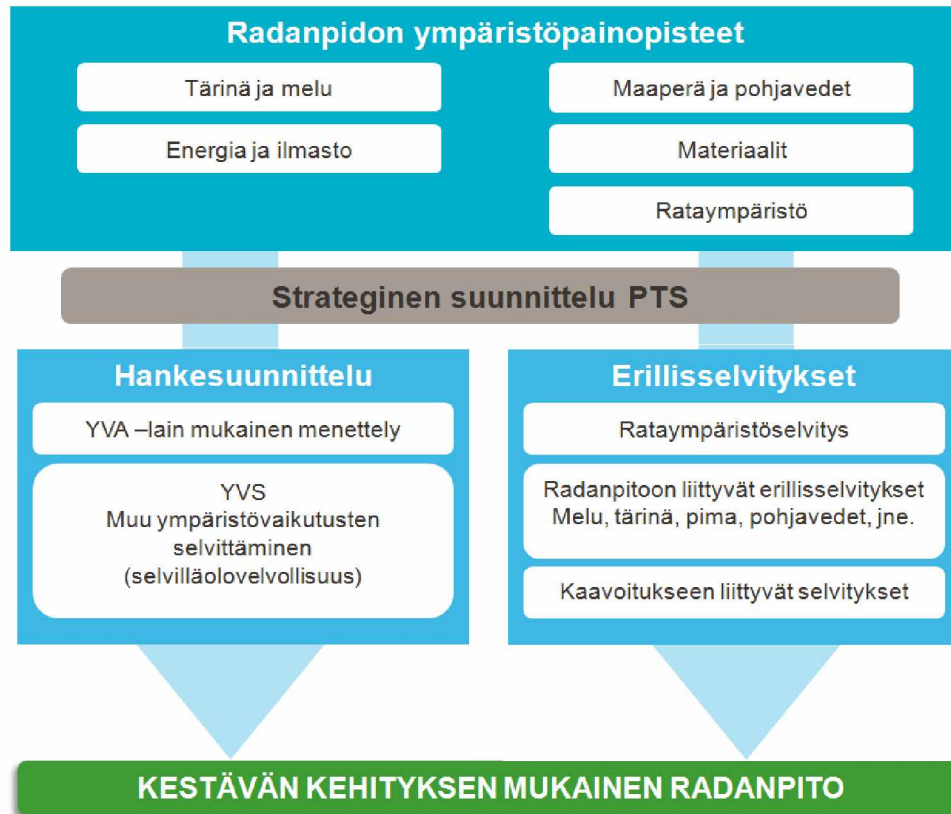 Radanpidon ympäristöpainopisteet
Tärinä ja melu
Energia ja ilmasto
Maaperä ja pohjavedet
Materiaalit
Rataympäristö
Strateginen suunnittelu PTS
Hankesuunnittelu
YVA –lain mukainen menettely
YVS
Muu ympäristövaikutusten
selvittäminen
(selvilläolovelvollisuus)
Erillisselvitykset
Rataympäristöselvitys
Radanpitoon liittyvät erillisselvitykset
Melu, tärinä, pima, pohjavedet, jne.
Kaavoitukseen liittyvät selvitykset
KESTÄVÄN KEHITYKSEN MUKAINEN RADANPITO